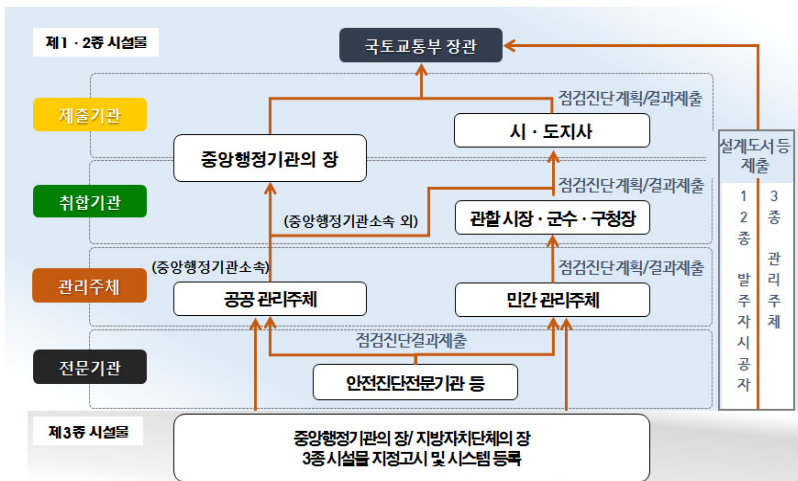 제1 · 2종 시설물
국토교통부 장관
제출기관
점검진단계획/결과제출
시 · 도지사
중앙행정기관의 장
설계도서 등
제출
취합기관
점검진단계획/결과제출
(중앙행정기관소속 외)
관할 시장 · 군수 · 구청장
1
2
종
발
주
자
시
공
자
3
종
관
리
주
체
관리주체
(중앙행정기관소속)
점검진단계획/결과제출
공공 관리주체
민간 관리주체
전문기관
점검진단결과제출
안전진단전문기관 등
제3종 시설물
중앙행정기관의 장/ 지방자치단체의 장
3종 시설물 지정고시 및 시스템 등록